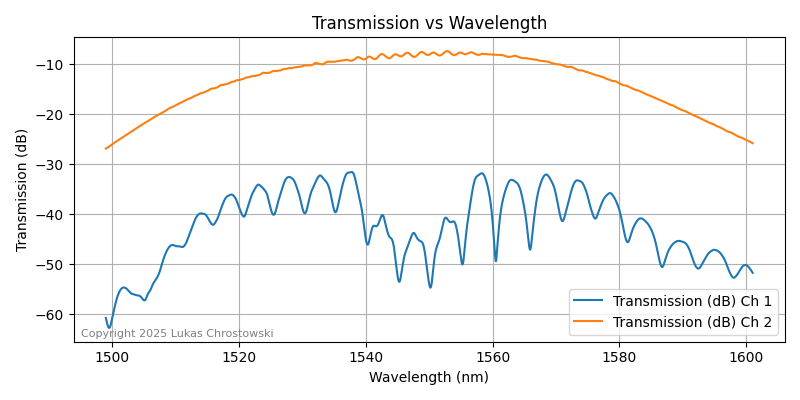 Transmission vs Wavelength
Transmission (dB)
−10
−20
−30
−40
−50
−60
Transmission (dB) Ch 1
Transmission (dB) Ch 2
Copyright 2025 Lukas Chrostowski
1500 1520 1540 1560 1580 1600
Wavelength (nm)